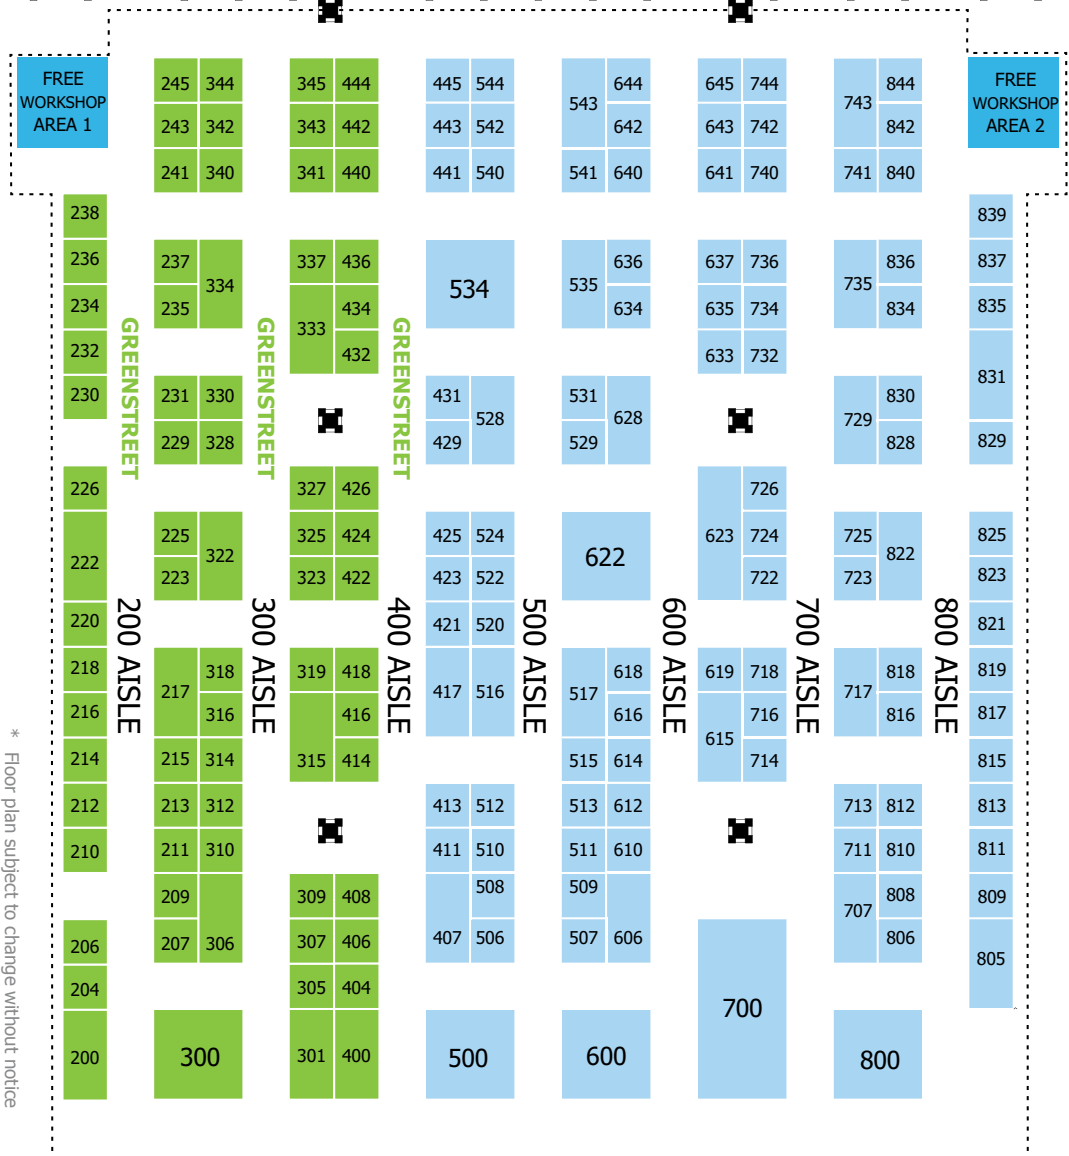 FREE
WORKSHOP
AREA 1
245 344 345 444 445 544 543 644 645 744 743 844
FREE
WORKSHOP
AREA 2
243 342 343 442 443 542 642 643 742 842
241 340 341 440 441 540 541 640 641 740 741 840
238 839
236 237 334 337 436 534 535 636 637 736 735 836 837
234 235 333 434 634 635 734 834 835
232 432 633 732
230 231 330 431 528 531 628 729 830 831
229 328 429 529 828 829
GREENSTREET
GREENSTREET
GREENSTREET
226 327 426 623 726
222 225 322 325 424 425 524 622 724 725 822 825
223 323 422 423 522 722 723 823
220 421 520 821
200 AISLE
300 AISLE
400 AISLE
500 AISLE
600 AISLE
700 AISLE
800 AISLE
218 217 318 319 418 417 516 517 618 619 718 717 818 819
216 316 315 416 616 615 716 816 817
214 215 314 414 515 614 714 815
212 213 312 413 512 513 612 713 812 813
210 211 310 411 510 511 610 711 810 811
209 309 408 508 509 707 808 809
206 207 306 307 406 407 506 507 606 806 805
204 305 404
200 300 301 400 500 600 700 800
* Floor plan subject to change without notice